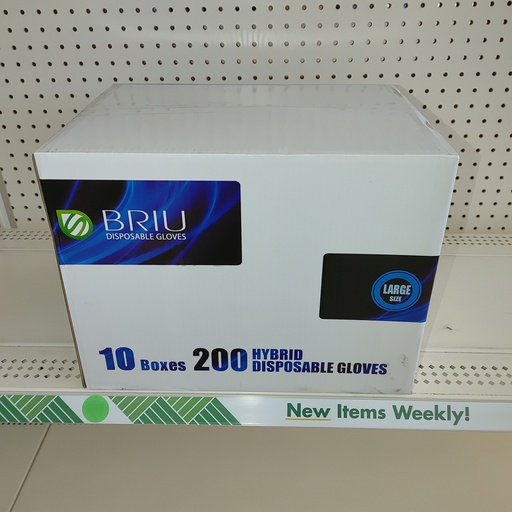 BRIU
DISPOSABLE GLOVES
LARGE
SIZE
10 Boxes 200 HYBRID
DISPOSABLE GLOVES
New Items Weekly!